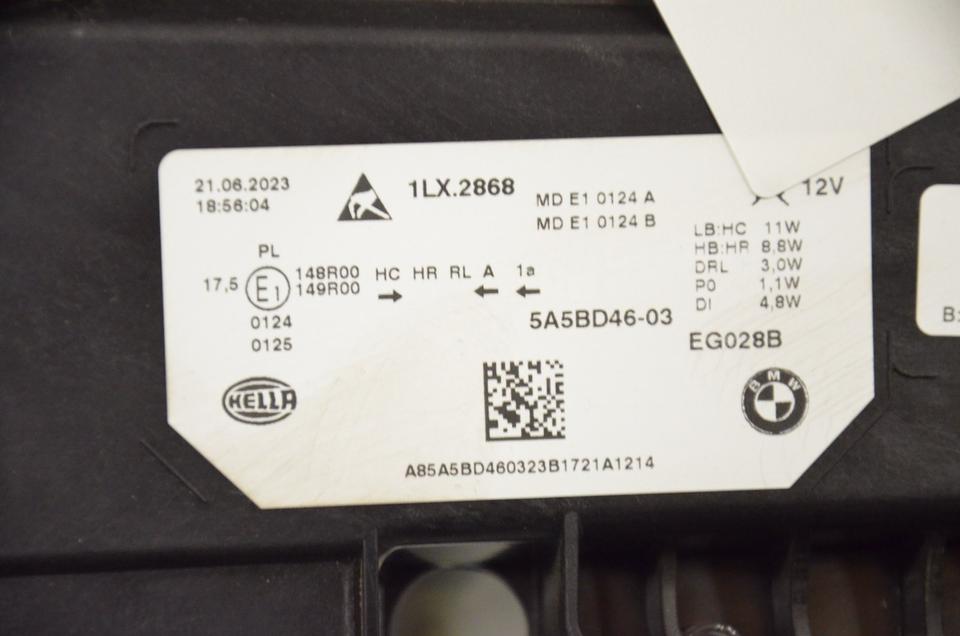 21.06.2023
18:56:04
1LX.2868
MD E1 0124 A
MD E1 0124 B
12V
LB:HC 11W
HB:HR 8,8W
DRL 3,0W
PO 1,1W
DI 4,8W
PL
17,5 E1 148R00 HC HR RL A 1a
149R00 → ← ←
0124
0125
5A5BD46-03
EG028B
HELLA
BMW
A85A5BD460323B1721A1214
B: